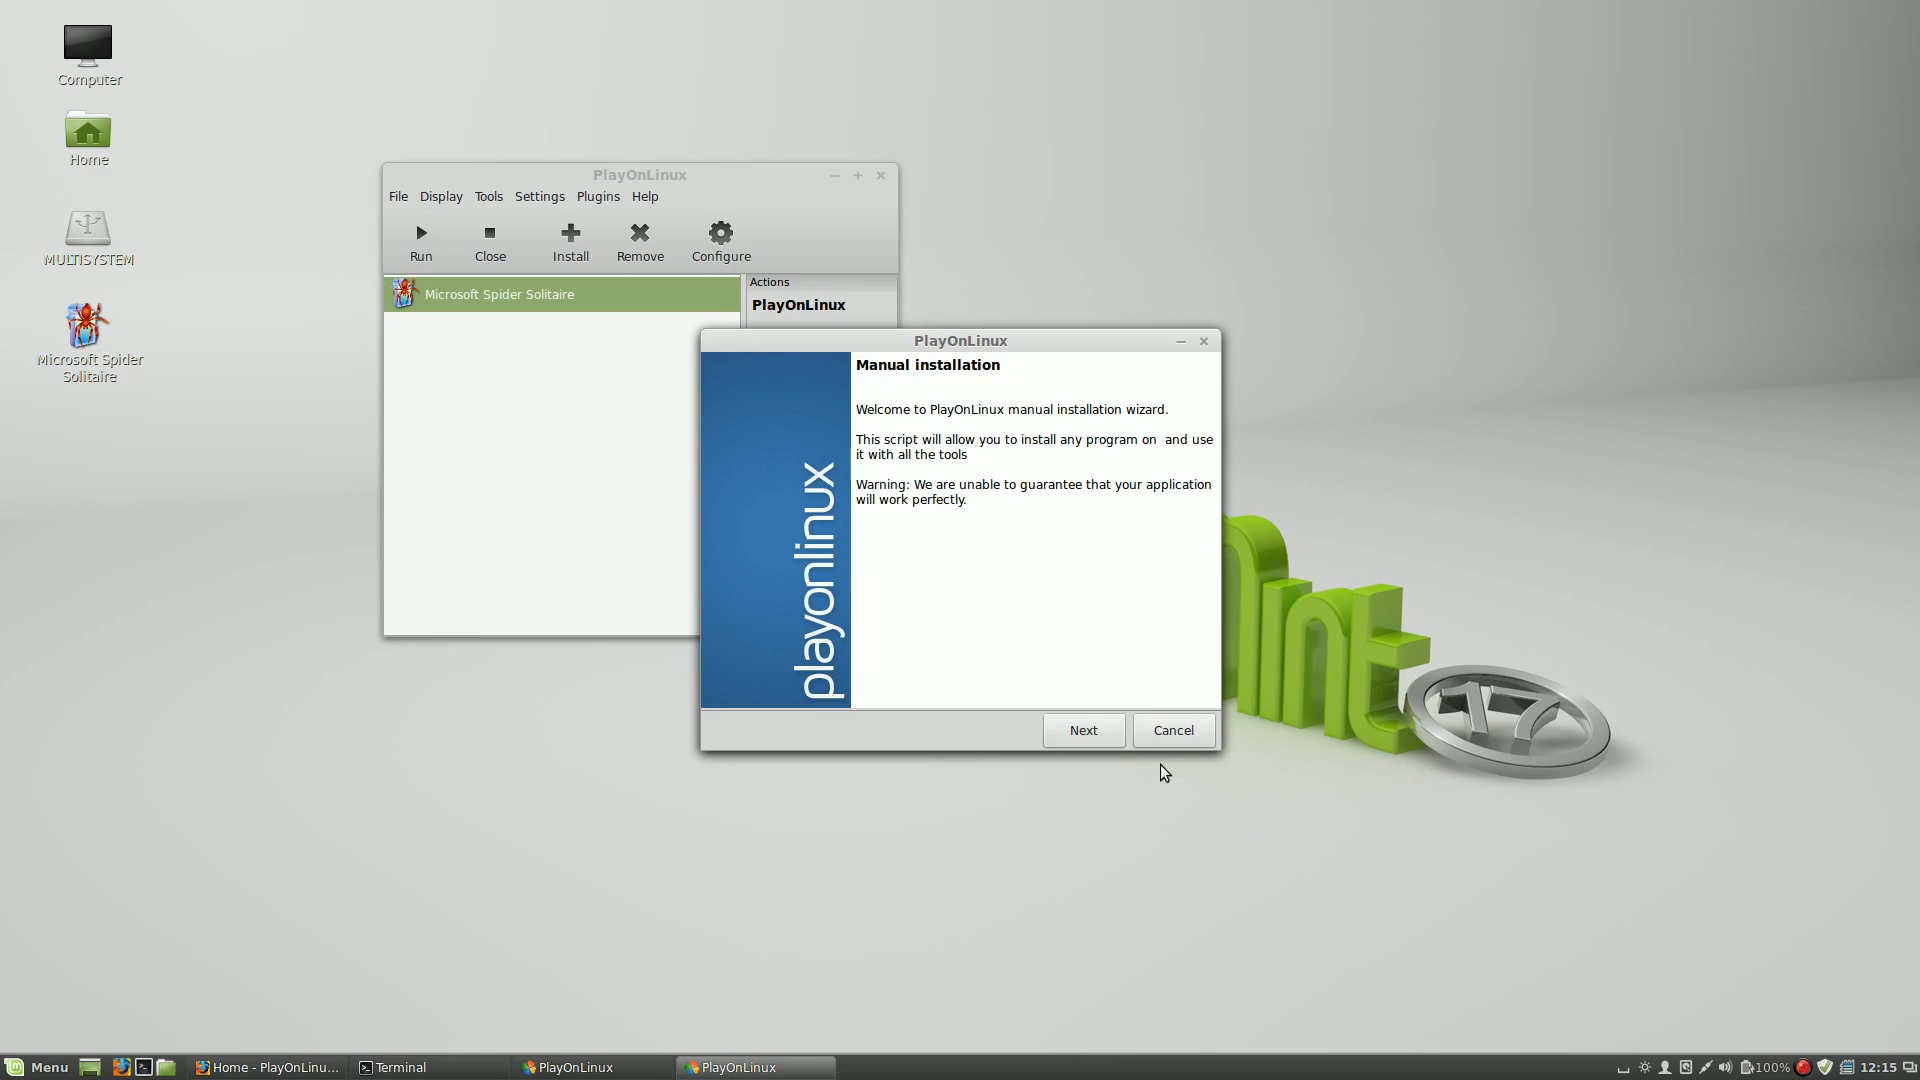 Computer
Home
MULTISYSTEM
Microsoft Spider
Solitaire
PlayOnLinux
File Display Tools Settings Plugins Help
Run Close Install Remove Configure
Microsoft Spider Solitaire
Actions
PlayOnLinux
PlayOnLinux
playonlinux
Manual installation
Welcome to PlayOnLinux manual installation wizard.
This script will allow you to install any program on  and use
it with all the tools
Warning: We are unable to guarantee that your application
will work perfectly.
Next Cancel
17
Menu Home - PlayOnLinu... Terminal PlayOnLinux PlayOnLinux 100% 12:15